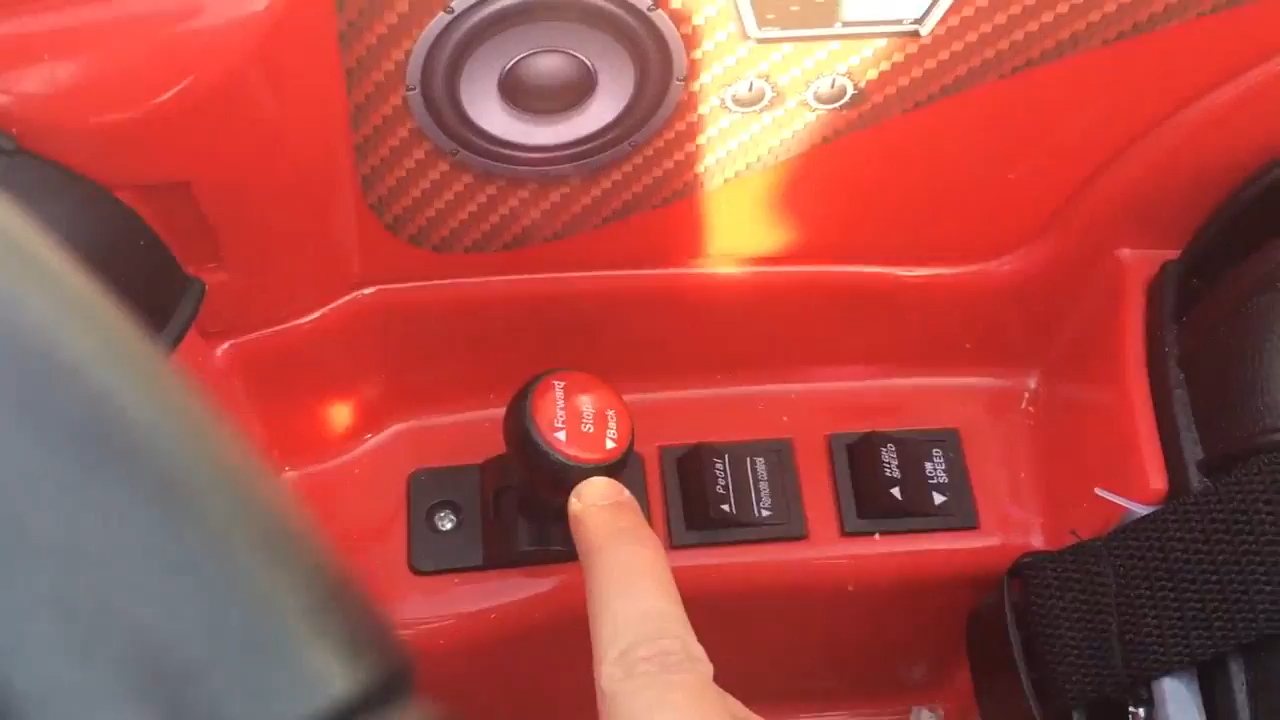 ▲Forward
Stop
▼Back
▲ Pedal
▼Remote control
▲ HIGH
SPEED
▼ LOW
SPEED